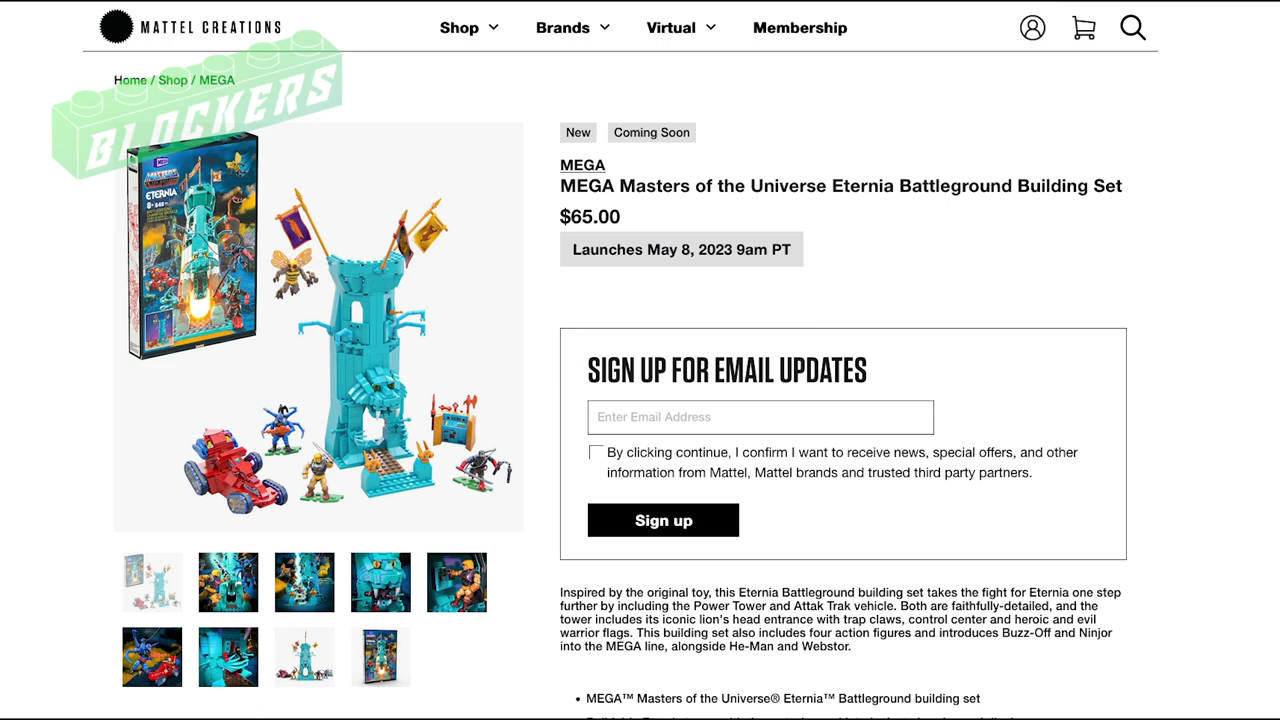 MATTEL CREATIONS
Shop
Brands
Virtual
Membership
Home / Shop / MEGA
BLOCKERS
MEGA
MASTERS
ETERNIA
8+
New
Coming Soon
MEGA
MEGA Masters of the Universe Eternia Battleground Building Set
$65.00
Launches May 8, 2023 9am PT
SIGN UP FOR EMAIL UPDATES
Enter Email Address
By clicking continue, I confirm I want to receive news, special offers, and other
information from Mattel, Mattel brands and trusted third party partners.
Sign up
Inspired by the original toy, this Eternia Battleground building set takes the fight for Eternia one step
further by including the Power Tower and Attak Trak vehicle. Both are faithfully-detailed, and the
tower includes its iconic lion's head entrance with trap claws, control center and heroic and evil
warrior flags. This building set also includes four action figures and introduces Buzz-Off and Ninjor
into the MEGA line, alongside He-Man and Webstor.
• MEGA™ Masters of the Universe® Eternia™ Battleground building set